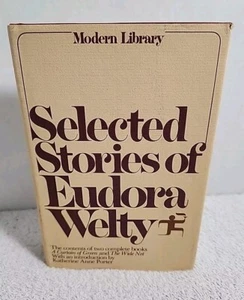 Modern Library
Selected
Stories of
Eudora
Welty
The contents of two complete books
A Curtain of Green and The Wide Net
With an introduction by
Katherine Anne Porter